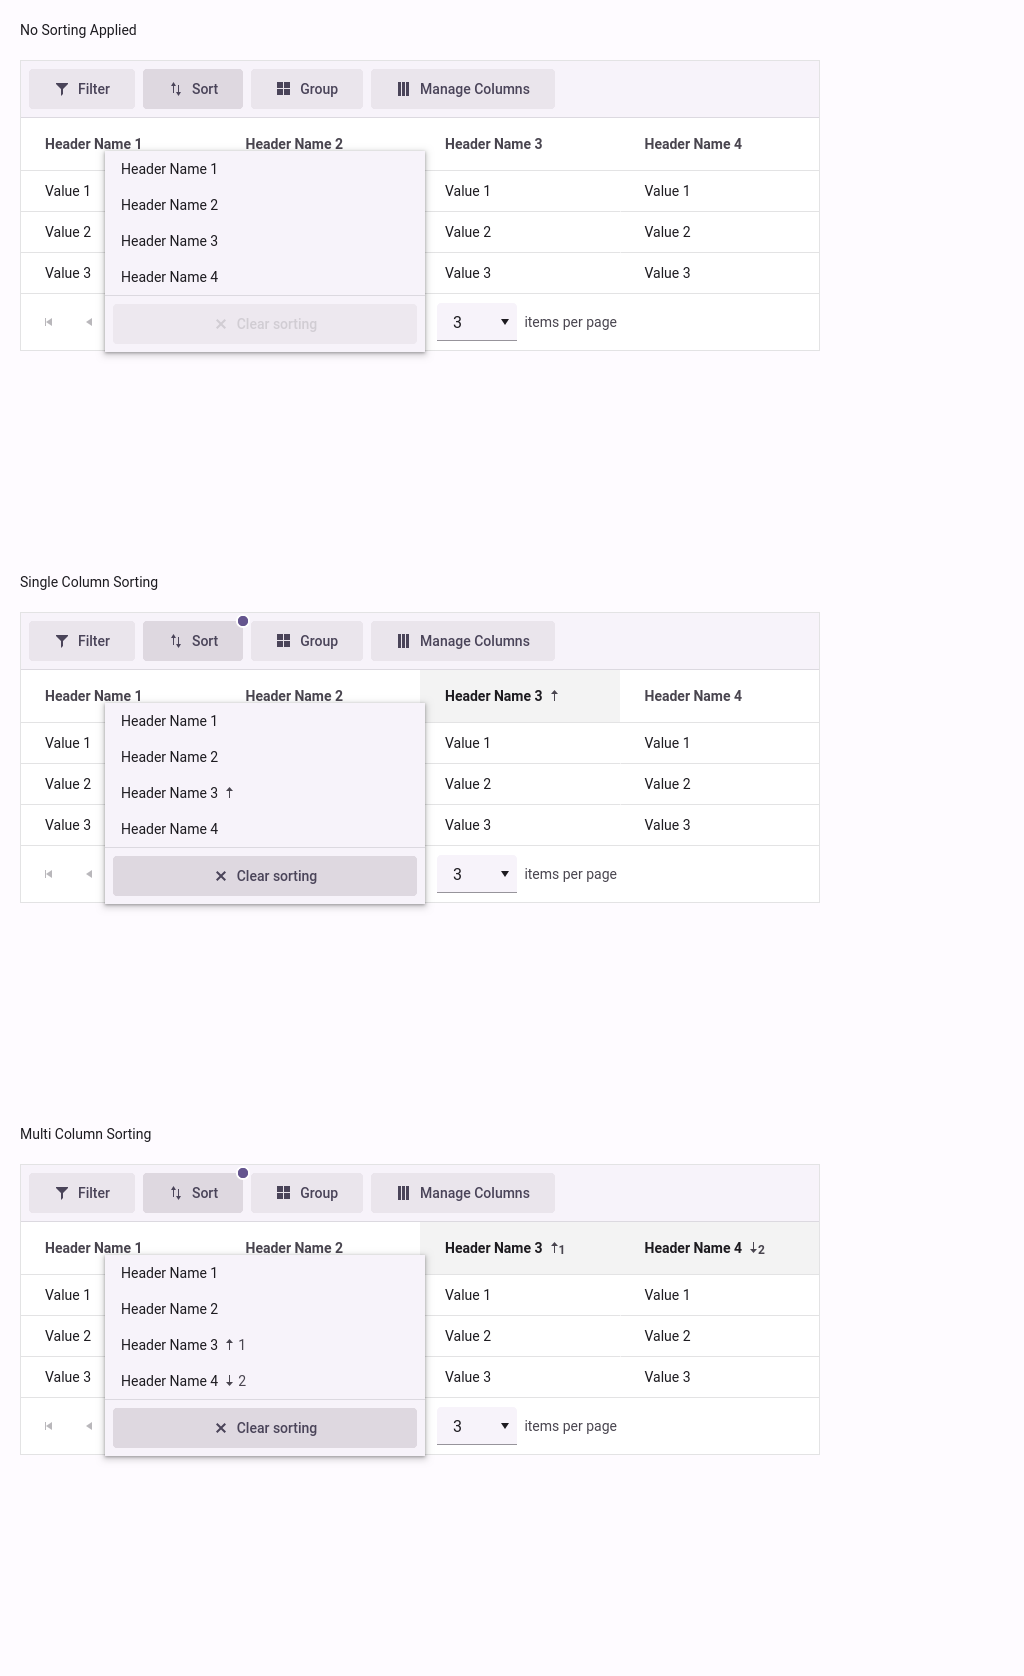 No Sorting Applied
Filter Sort Group Manage Columns
Header Name 1 Header Name 2 Header Name 3 Header Name 4
Header Name 1
Value 1 Value 1 Value 1
Header Name 2
Value 2 Value 2 Value 2
Header Name 3
Value 3 Value 3 Value 3
Header Name 4
Clear sorting 3 items per page
Single Column Sorting
Filter Sort Group Manage Columns
Header Name 1 Header Name 2 Header Name 3 ↑ Header Name 4
Header Name 1
Value 1 Value 1 Value 1
Header Name 2
Value 2 Value 2 Value 2
Header Name 3 ↑
Value 3 Value 3 Value 3
Header Name 4
Clear sorting 3 items per page
Multi Column Sorting
Filter Sort Group Manage Columns
Header Name 1 Header Name 2 Header Name 3 ↑1 Header Name 4 ↓2
Header Name 1
Value 1 Value 1 Value 1
Header Name 2
Value 2 Value 2 Value 2
Header Name 3 ↑ 1
Value 3 Value 3 Value 3
Header Name 4 ↓ 2
Clear sorting 3 items per page